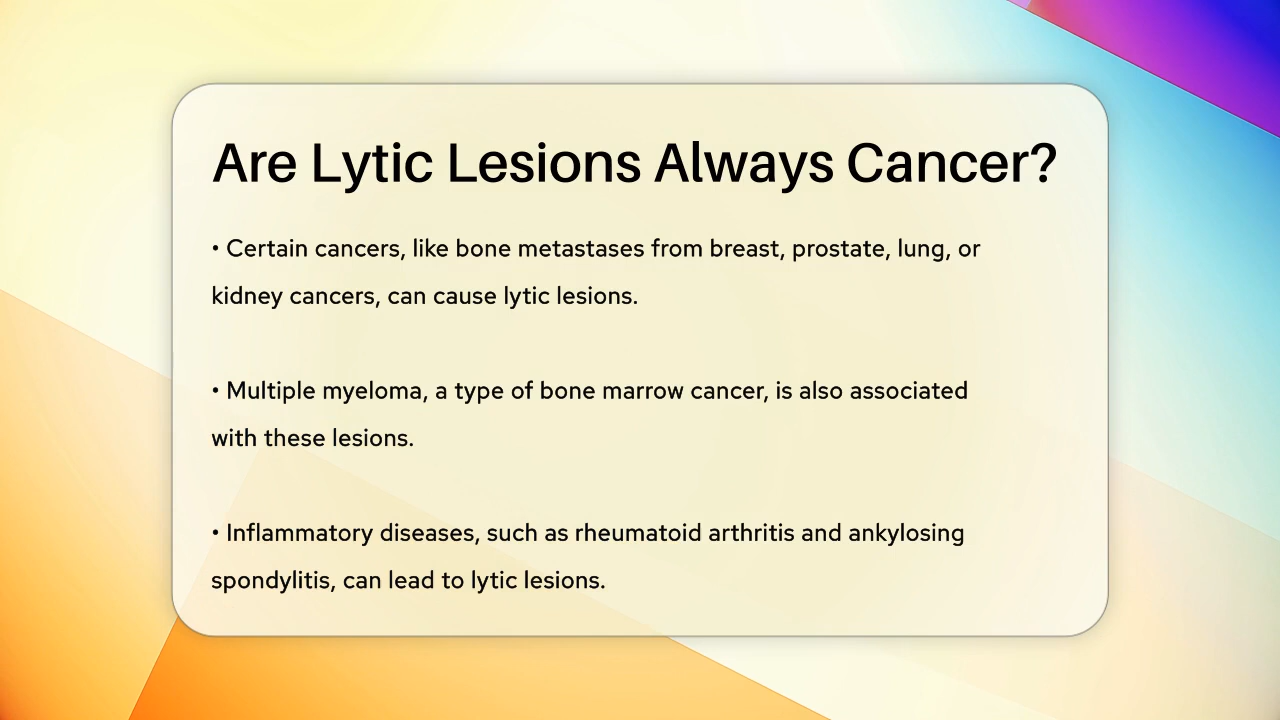 Are Lytic Lesions Always Cancer?
• Certain cancers, like bone metastases from breast, prostate, lung, or
kidney cancers, can cause lytic lesions.
• Multiple myeloma, a type of bone marrow cancer, is also associated
with these lesions.
• Inflammatory diseases, such as rheumatoid arthritis and ankylosing
spondylitis, can lead to lytic lesions.